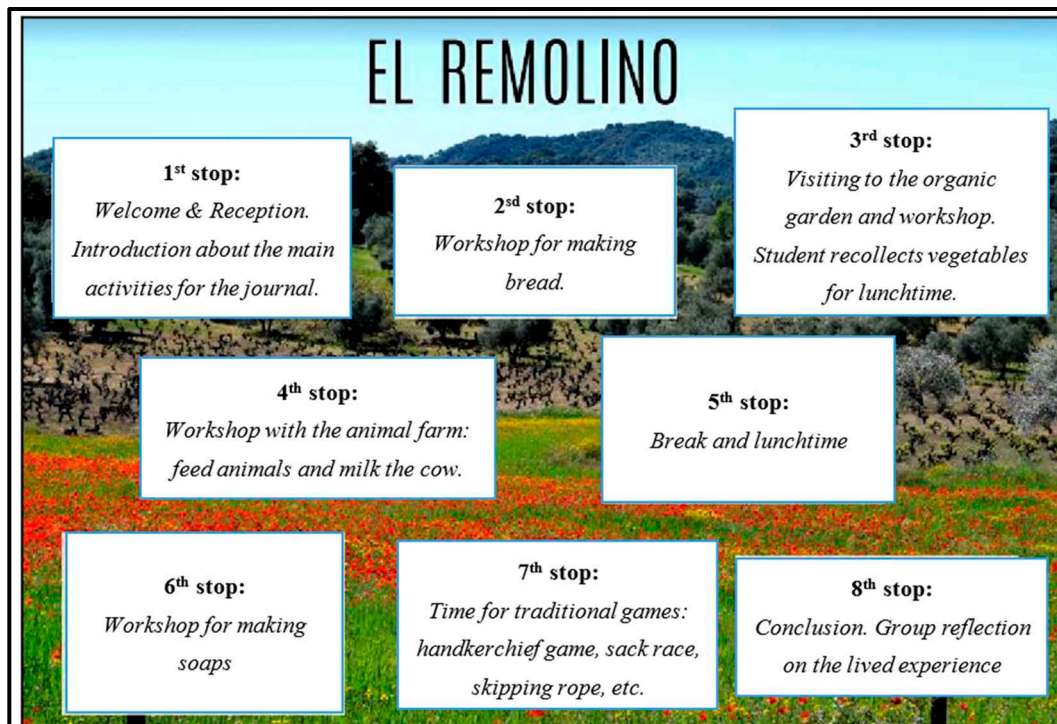 EL REMOLINO
1st stop:
Welcome & Reception.
Introduction about the main
activities for the journal.
2sd stop:
Workshop for making
bread.
3rd stop:
Visiting to the organic
garden and workshop.
Student recollects vegetables
for lunchtime.
4th stop:
Workshop with the animal farm:
feed animals and milk the cow.
5th stop:
Break and lunchtime
6th stop:
Workshop for making
soaps
7th stop:
Time for traditional games:
handkerchief game, sack race,
skipping rope, etc.
8th stop:
Conclusion. Group reflection
on the lived experience